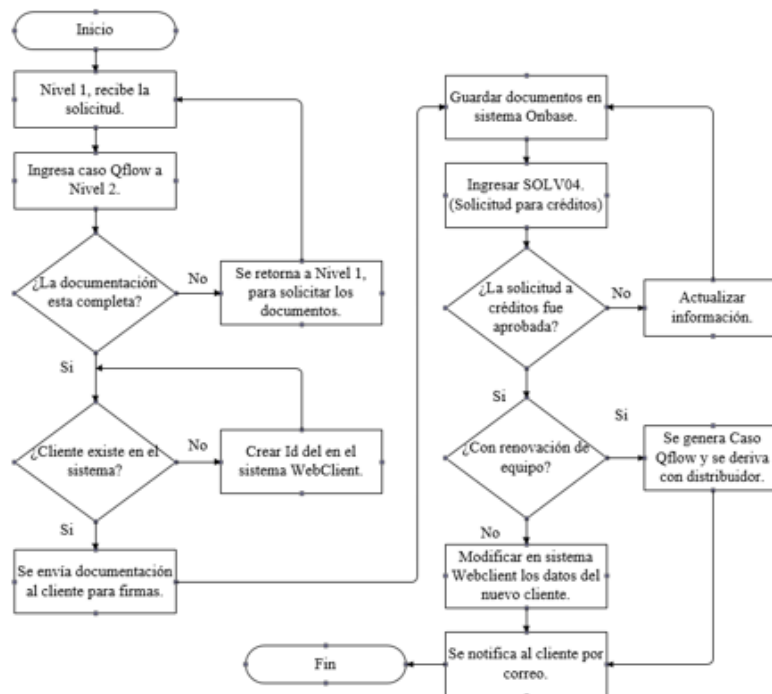 Inicio
Nivel 1, recibe la
solicitud.
Ingresa caso Qflow a
Nivel 2.
¿La documentación
esta completa?
No
Se retorna a Nivel 1,
para solicitar los
documentos.
Si
¿Cliente existe en el
sistema?
No
Crear Id del en el
sistema WebClient.
Si
Se envía documentación
al cliente para firmas.
Guardar documentos en
sistema Onbase.
Ingresar SOLV04.
(Solicitud para créditos)
¿La solicitud a
créditos fue
aprobada?
No
Actualizar
información.
Si
¿Con renovación de
equipo?
Si
Se genera Caso
Qflow y se deriva
con distribuidor.
No
Modificar en sistema
Webclient los datos del
nuevo cliente.
Se notifica al cliente por
correo.
Fin